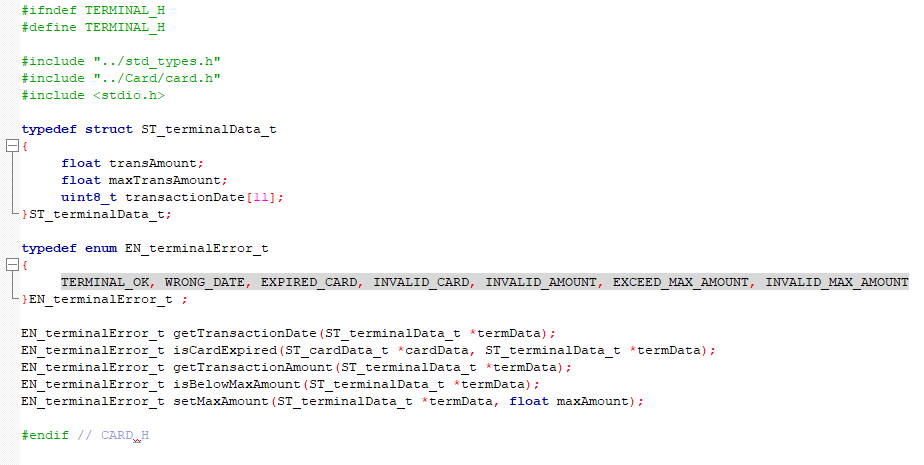 #ifndef TERMINAL_H
#define TERMINAL_H
#include "../std_types.h"
#include "../Card/card.h"
#include <stdio.h>
typedef struct ST_terminalData_t
{
float transAmount;
float maxTransAmount;
uint8_t transactionDate[11];
}ST_terminalData_t;
typedef enum EN_terminalError_t
{
TERMINAL_OK, WRONG_DATE, EXPIRED_CARD, INVALID_CARD, INVALID_AMOUNT, EXCEED_MAX_AMOUNT, INVALID_MAX_AMOUNT
}EN_terminalError_t ;
EN_terminalError_t getTransactionDate(ST_terminalData_t *termData);
EN_terminalError_t isCardExpired(ST_cardData_t *cardData, ST_terminalData_t *termData);
EN_terminalError_t getTransactionAmount(ST_terminalData_t *termData);
EN_terminalError_t isBelowMaxAmount(ST_terminalData_t *termData);
EN_terminalError_t setMaxAmount(ST_terminalData_t *termData, float maxAmount);
#endif // CARD_H